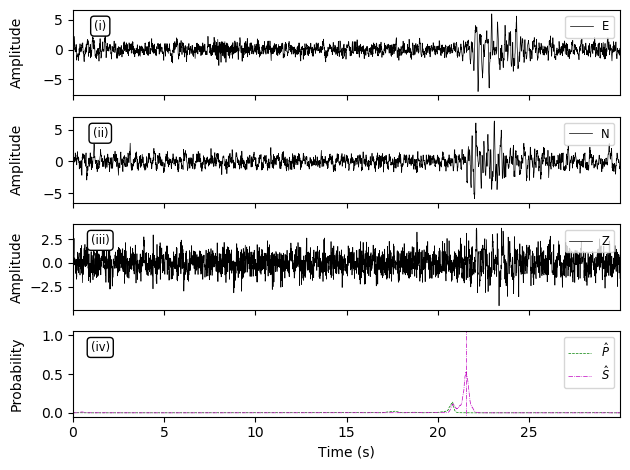 Amplitude
5
0
−5
(i)
E
Amplitude
5
0
−5
(ii)
N
Amplitude
2.5
0.0
−2.5
(iii)
Z
Probability
1.0
0.5
0.0
(iv)
P̂
Ŝ
0 5 10 15 20 25
Time (s)